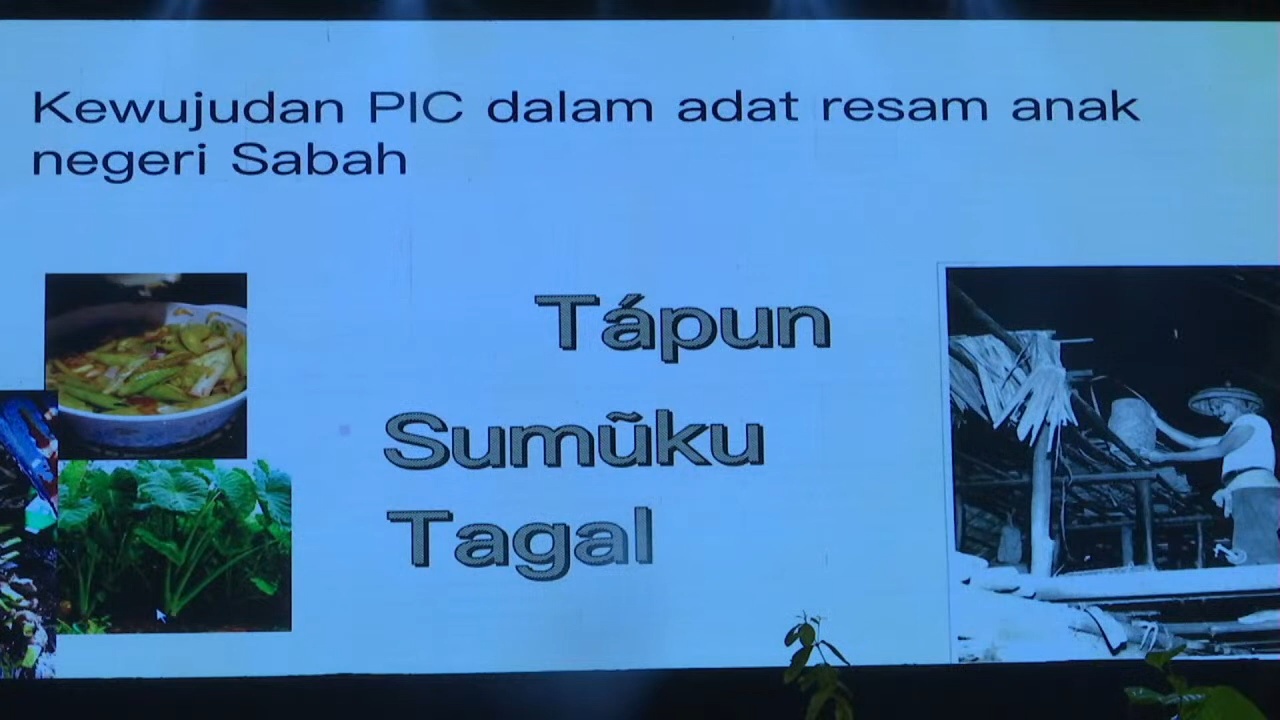 Kewujudan PIC dalam adat resam anak
negeri Sabah
Tápun
Sumũku
Tagal